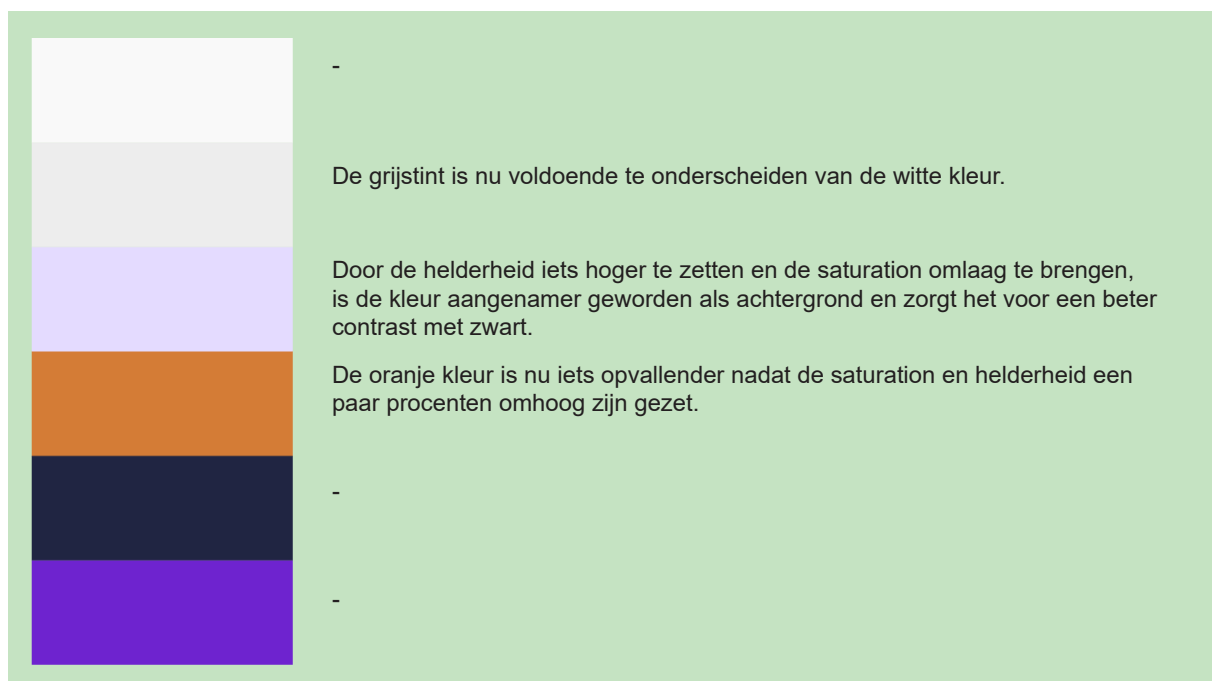 -
De grijstint is nu voldoende te onderscheiden van de witte kleur.
Door de helderheid iets hoger te zetten en de saturation omlaag te brengen,
is de kleur aangenamer geworden als achtergrond en zorgt het voor een beter
contrast met zwart.
De oranje kleur is nu iets opvallender nadat de saturation en helderheid een
paar procenten omhoog zijn gezet.
-
-